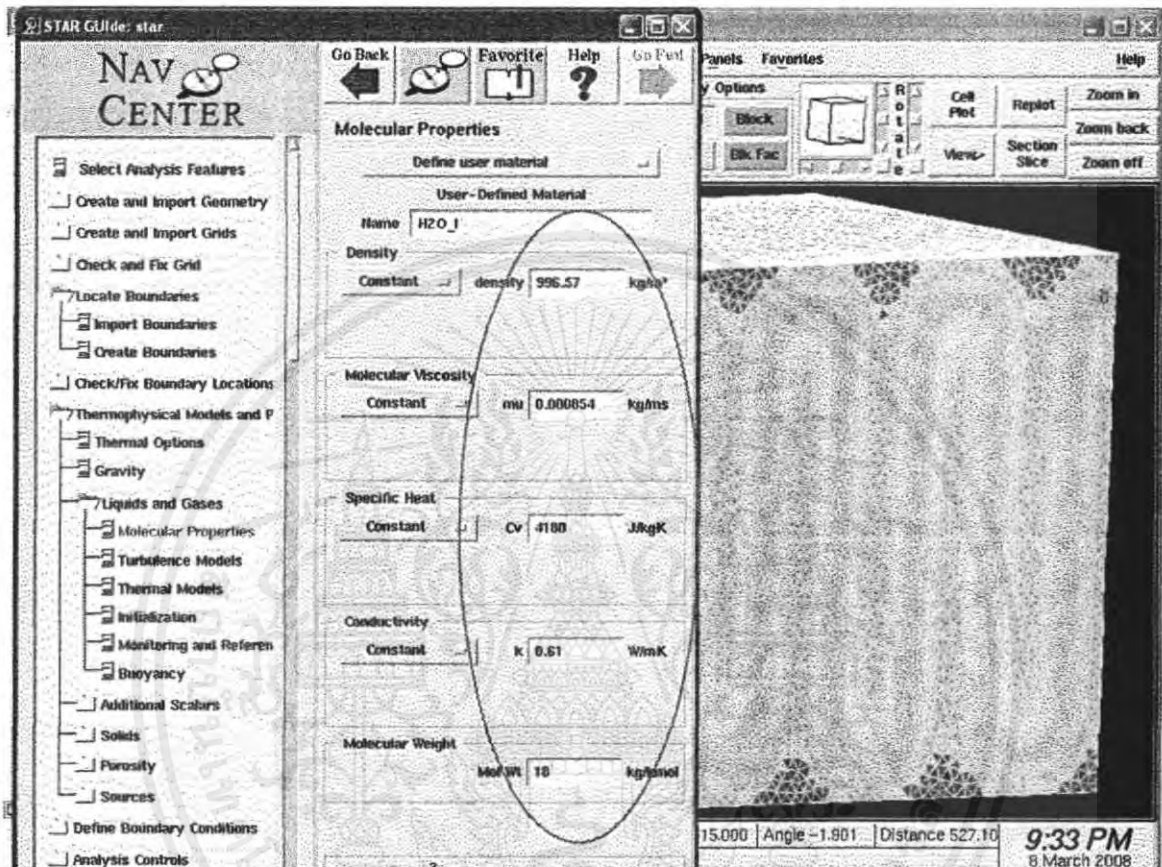 STAR GUIde: star
NAV
CENTER
Select Analysis Features
Create and Import Geometry
Create and Import Grids
Check and Fix Grid
Locate Boundaries
Import Boundaries
Create Boundaries
Check/Fix Boundary Locations
Thermophysical Models and P
Thermal Options
Gravity
Liquids and Gases
Molecular Properties
Turbulence Models
Thermal Models
Initialization
Monitoring and Referen
Buoyancy
Additional Scalars
Solids
Porosity
Sources
Define Boundary Conditions
Analysis Controls
Go Back
Favorite
Help
Go Fwd
Molecular Properties
Define user material
User-Defined Material
Name H2O_l
Density
Constant density 996.57
Molecular Viscosity
Constant mu 0.000854 kg/ms
Specific Heat
Constant Cv 4180 J/kgK
Conductivity
Constant k 0.61 W/mK
Molecular Weight
Mol Wt 18 kg/kmol
Panels Favorites Help
y Options
Block
Blk Fac
Rotate
Cell Plot
Replot
View>
Section Slice
Zoom in
Zoom back
Zoom off
15.000 Angle -1.901 Distance 527.10
9:33 PM
8 March 2008